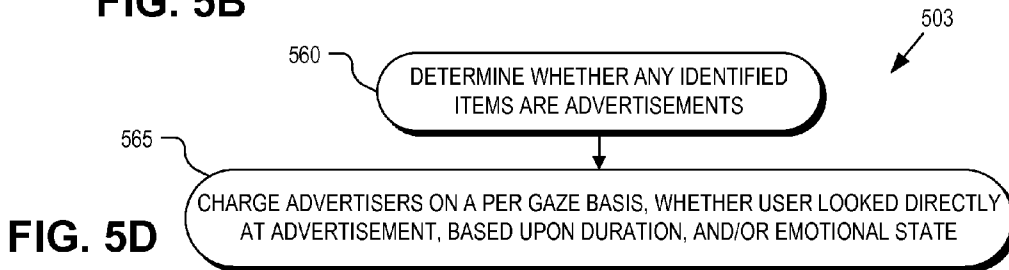 FIG. 5B
503
560
DETERMINE WHETHER ANY IDENTIFIED
ITEMS ARE ADVERTISEMENTS
565
CHARGE ADVERTISERS ON A PER GAZE BASIS, WHETHER USER LOOKED DIRECTLY
AT ADVERTISEMENT, BASED UPON DURATION, AND/OR EMOTIONAL STATE
FIG. 5D